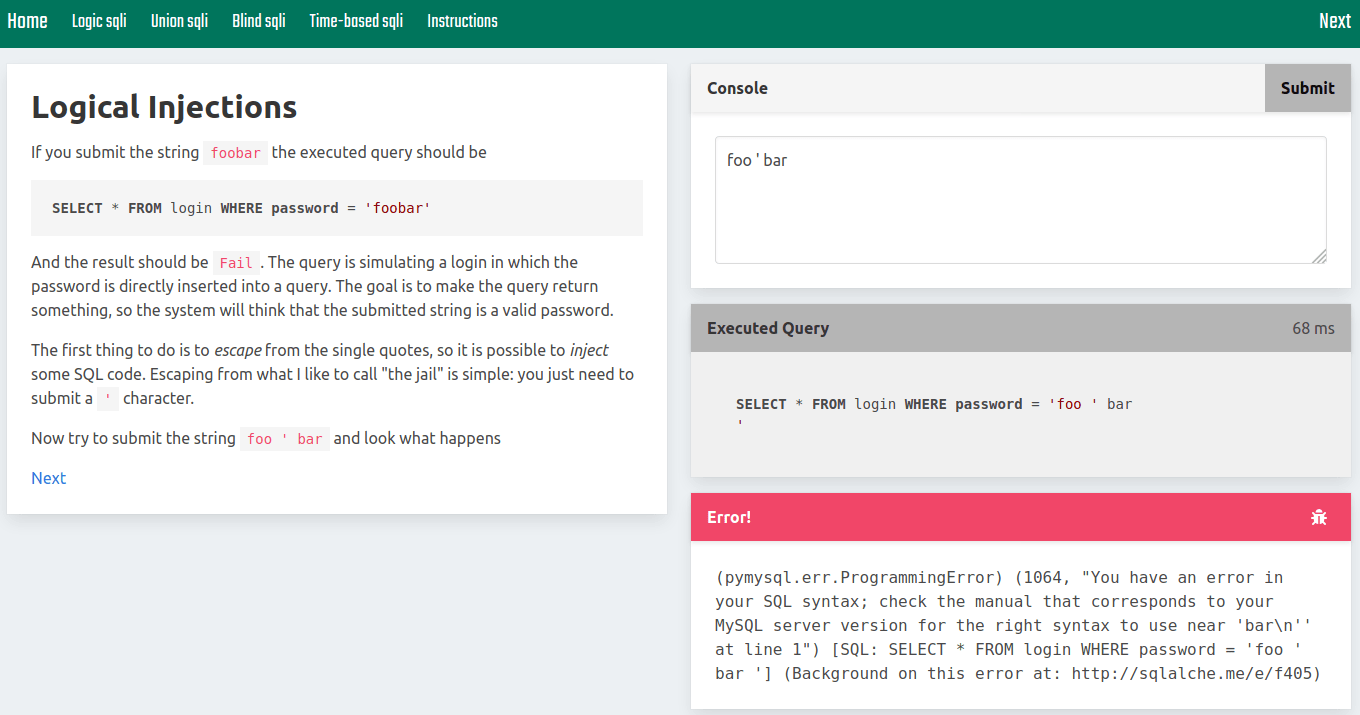 Home Logic sqli Union sqli Blind sqli Time-based sqli Instructions Next
Logical Injections
If you submit the string foobar the executed query should be
SELECT * FROM login WHERE password = 'foobar'
And the result should be Fail . The query is simulating a login in which the
password is directly inserted into a query. The goal is to make the query return
something, so the system will think that the submitted string is a valid password.
The first thing to do is to escape from the single quotes, so it is possible to inject
some SQL code. Escaping from what I like to call "the jail" is simple: you just need to
submit a ' character.
Now try to submit the string foo ' bar and look what happens
Next
Console Submit
foo ' bar
Executed Query 68 ms
SELECT * FROM login WHERE password = 'foo ' bar
'
Error!
(pymysql.err.ProgrammingError) (1064, "You have an error in
your SQL syntax; check the manual that corresponds to your
MySQL server version for the right syntax to use near 'bar\n''
at line 1") [SQL: SELECT * FROM login WHERE password = 'foo '
bar '] (Background on this error at: http://sqlalche.me/e/f405)